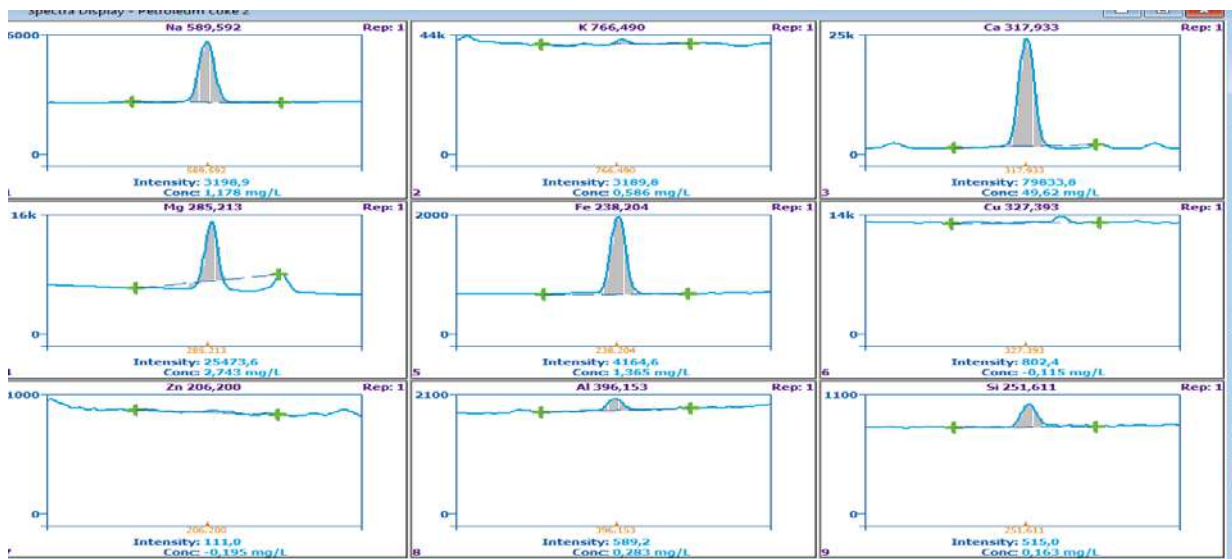 Spectra Display - Petroleum coke 2
Na 589,592 Rep: 1
5000
0
589,592
Intensity: 3198,9
Conc: 1,178 mg/L
1
K 766,490 Rep: 1
44k
0
766,490
Intensity: 3189,8
Conc: 0,586 mg/L
2
Ca 317,933 Rep: 1
25k
0
317,933
Intensity: 79833,8
Conc: 49,62 mg/L
3
Mg 285,213 Rep: 1
16k
0
285,213
Intensity: 25473,6
Conc: 2,743 mg/L
4
Fe 238,204 Rep: 1
2000
0
238,204
Intensity: 4164,6
Conc: 1,365 mg/L
5
Cu 327,393 Rep: 1
14k
0
327,393
Intensity: 802,4
Conc: -0,115 mg/L
6
Zn 206,200 Rep: 1
1000
0
206,200
Intensity: 111,0
Conc: -0,195 mg/L
7
Al 396,153 Rep: 1
2100
0
396,153
Intensity: 589,2
Conc: 0,283 mg/L
8
Si 251,611 Rep: 1
1100
0
251,611
Intensity: 515,0
Conc: 0,163 mg/L
9